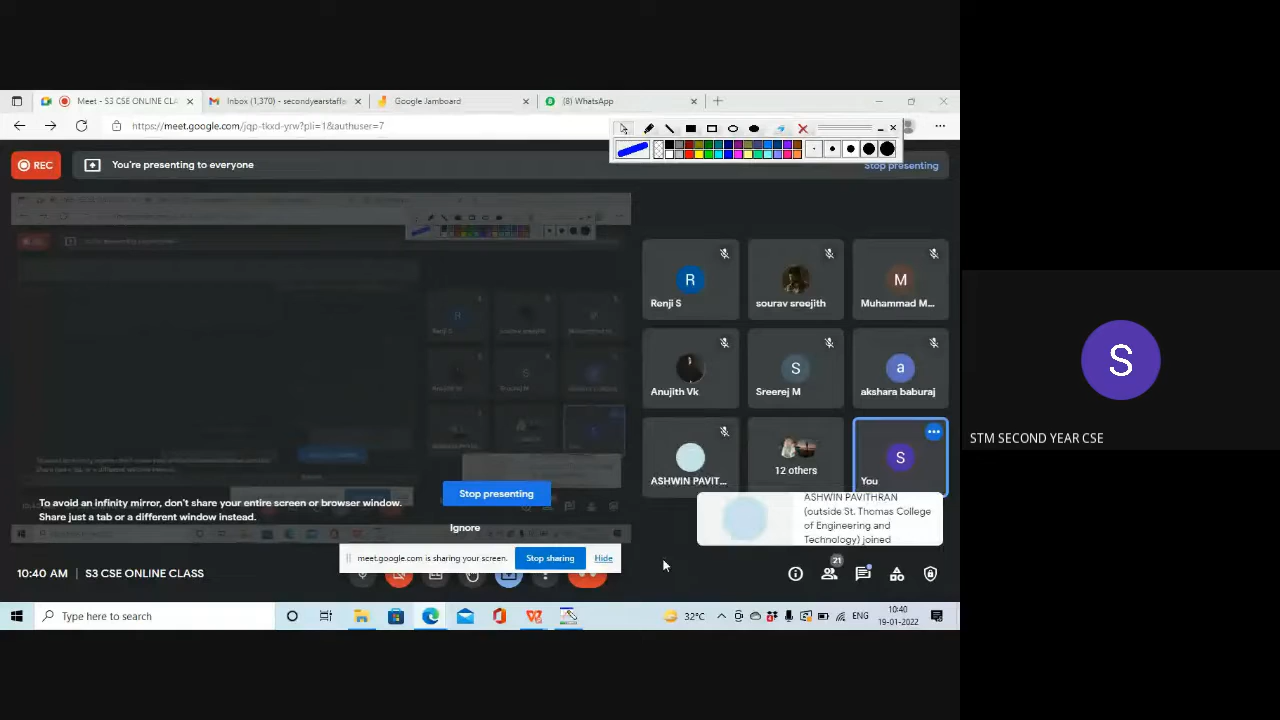 Meet - S3 CSE ONLINE CLA
Inbox (1,370) - secondyearstaff
Google Jamboard
(8) WhatsApp
https://meet.google.com/jqp-tkxd-yrw?pli=1&authuser=7
REC
You're presenting to everyone
Stop presenting
R
Renji S
sourav sreejith
M
Muhammad M...
Anujith Vk
S
Sreerej M
a
akshara baburaj
ASHWIN PAVIT...
12 others
S
You
To avoid an infinity mirror, don't share your entire screen or browser window.
Share just a tab or a different window instead.
Stop presenting
Ignore
ASHWIN PAVITHRAN
(outside St. Thomas College
of Engineering and
Technology) joined
meet.google.com is sharing your screen.
Stop sharing
Hide
10:40 AM
S3 CSE ONLINE CLASS
21
Type here to search
32°C
ENG
10:40
19-01-2022
S
STM SECOND YEAR CSE